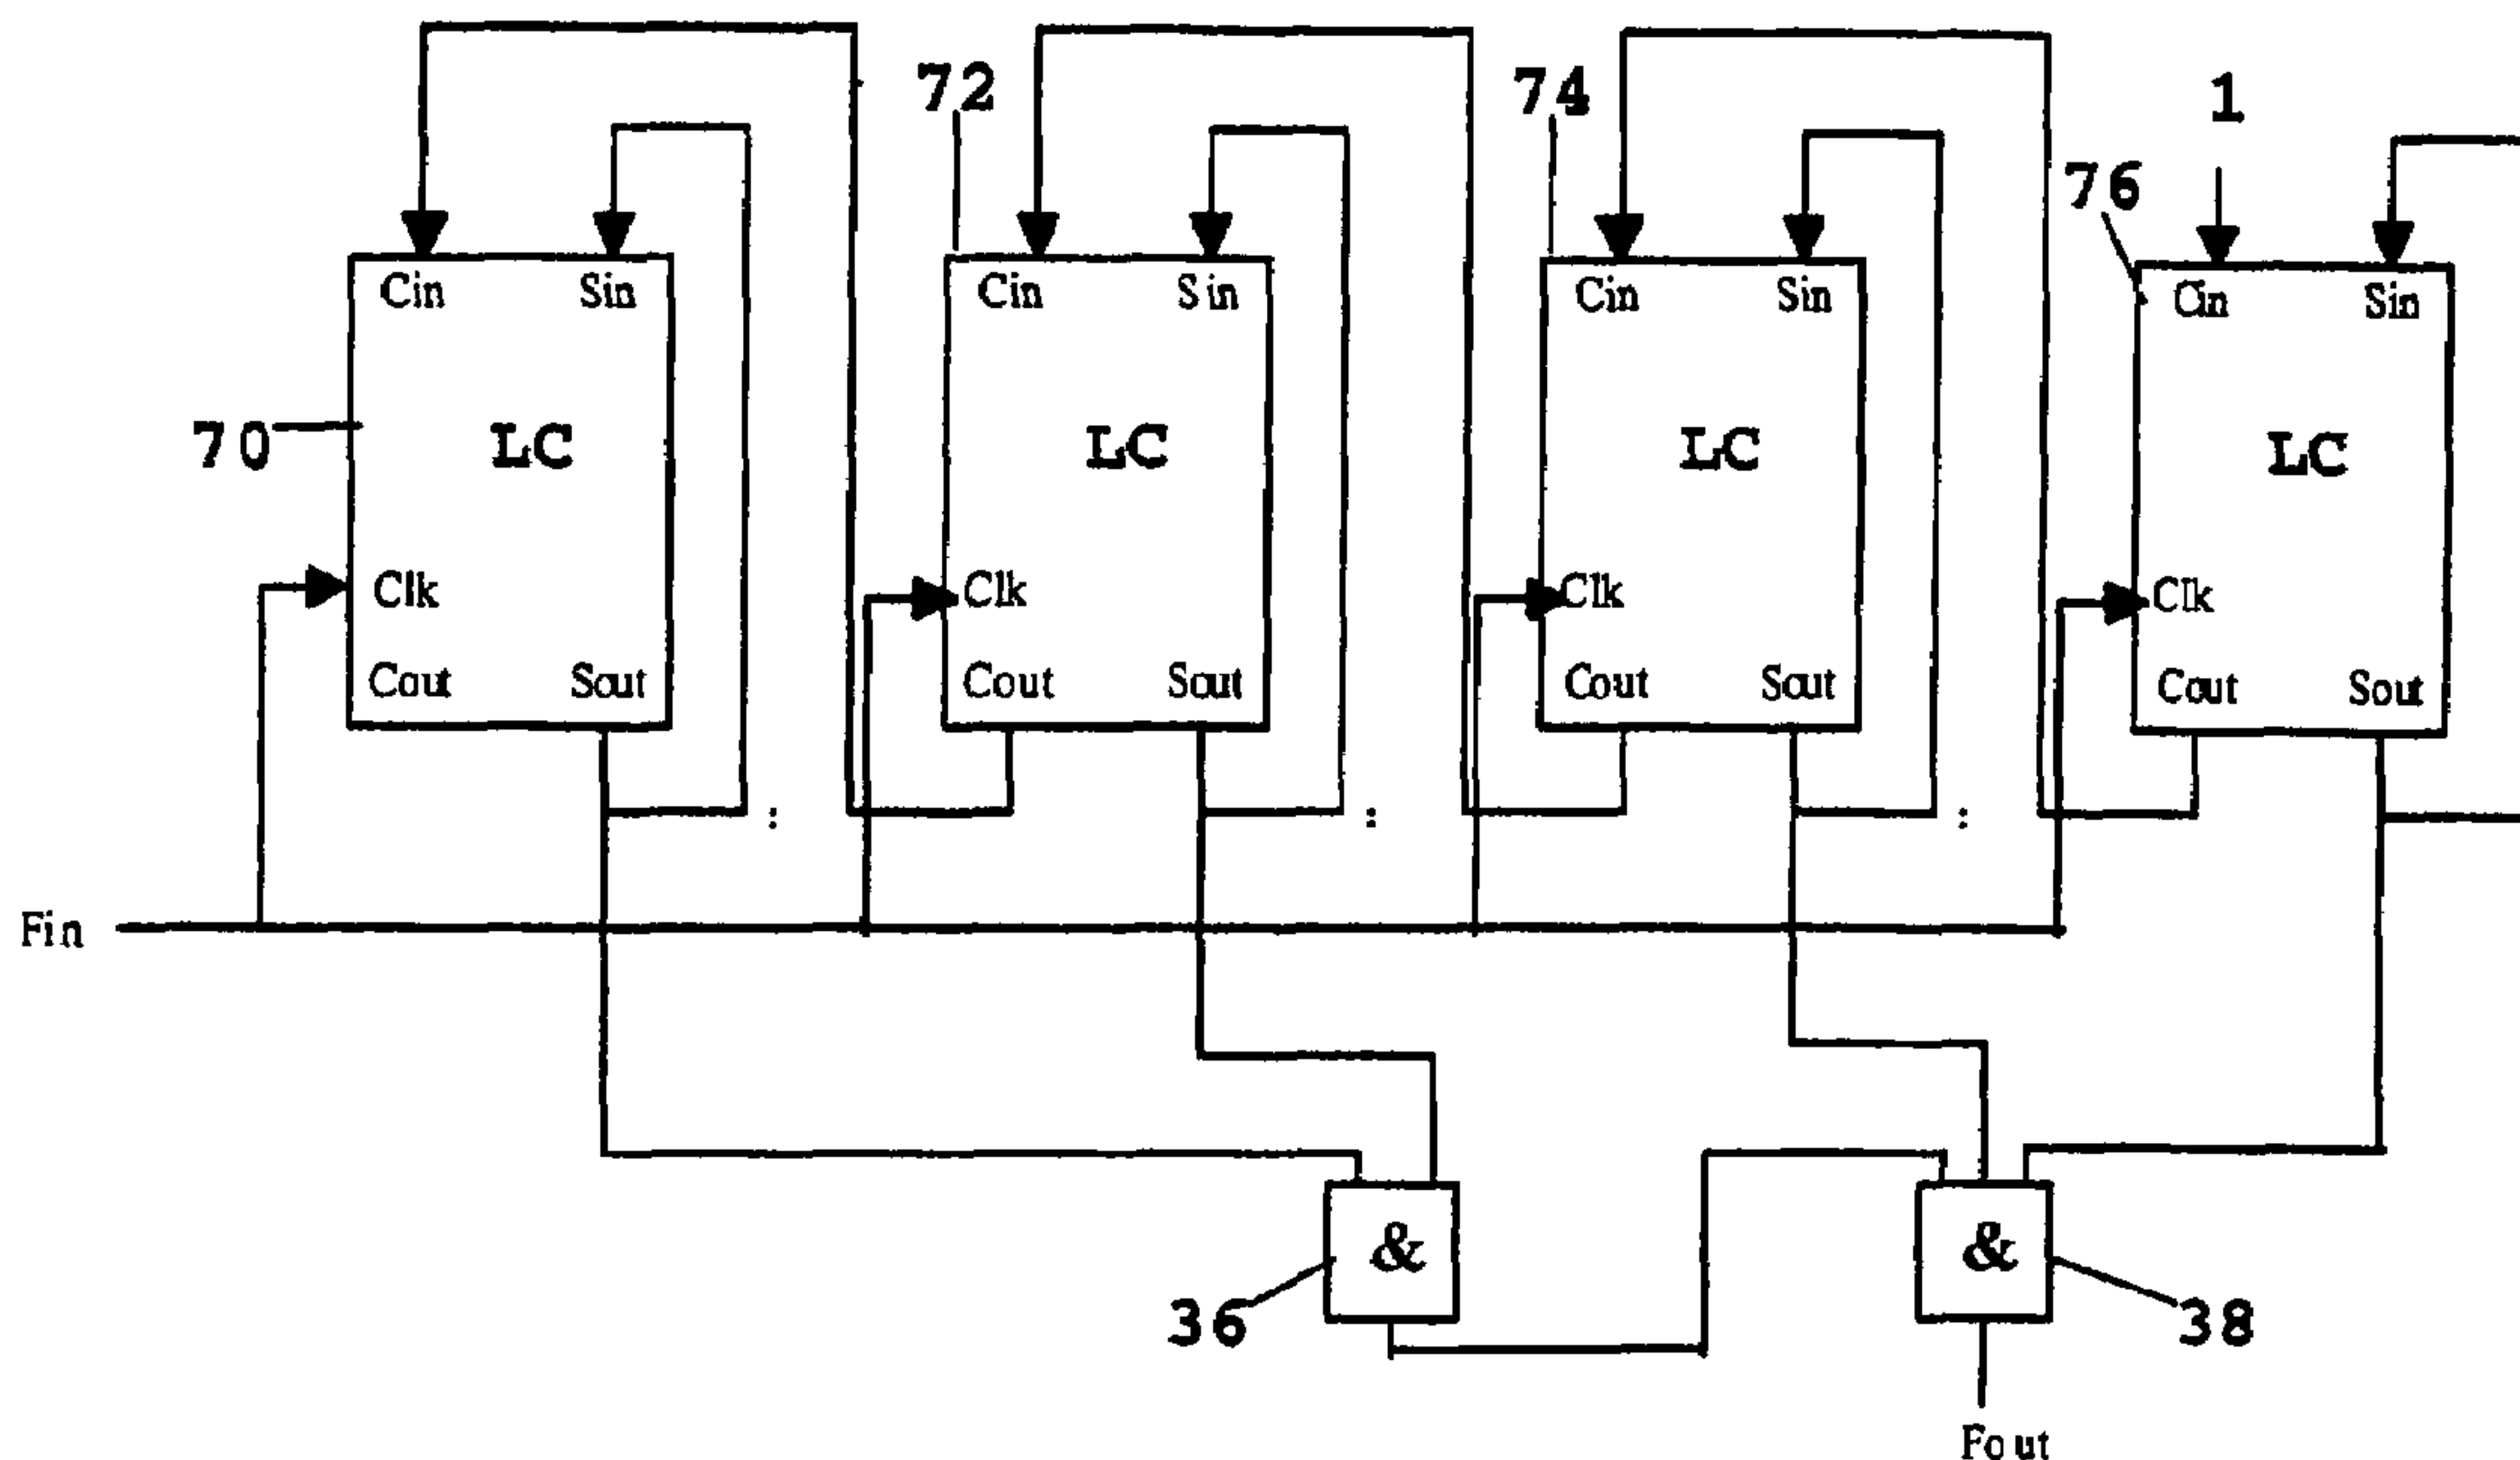 72
74
1
76
Cin Sin
Cin Sin
Cin Sin
Cin Sin
70
LC
LC
LC
LC
Clk
Clk
Clk
Clk
Cout Sout
Cout Sout
Cout Sout
Cout Sout
:
:
:
Fin
&
&
36
38
Fout